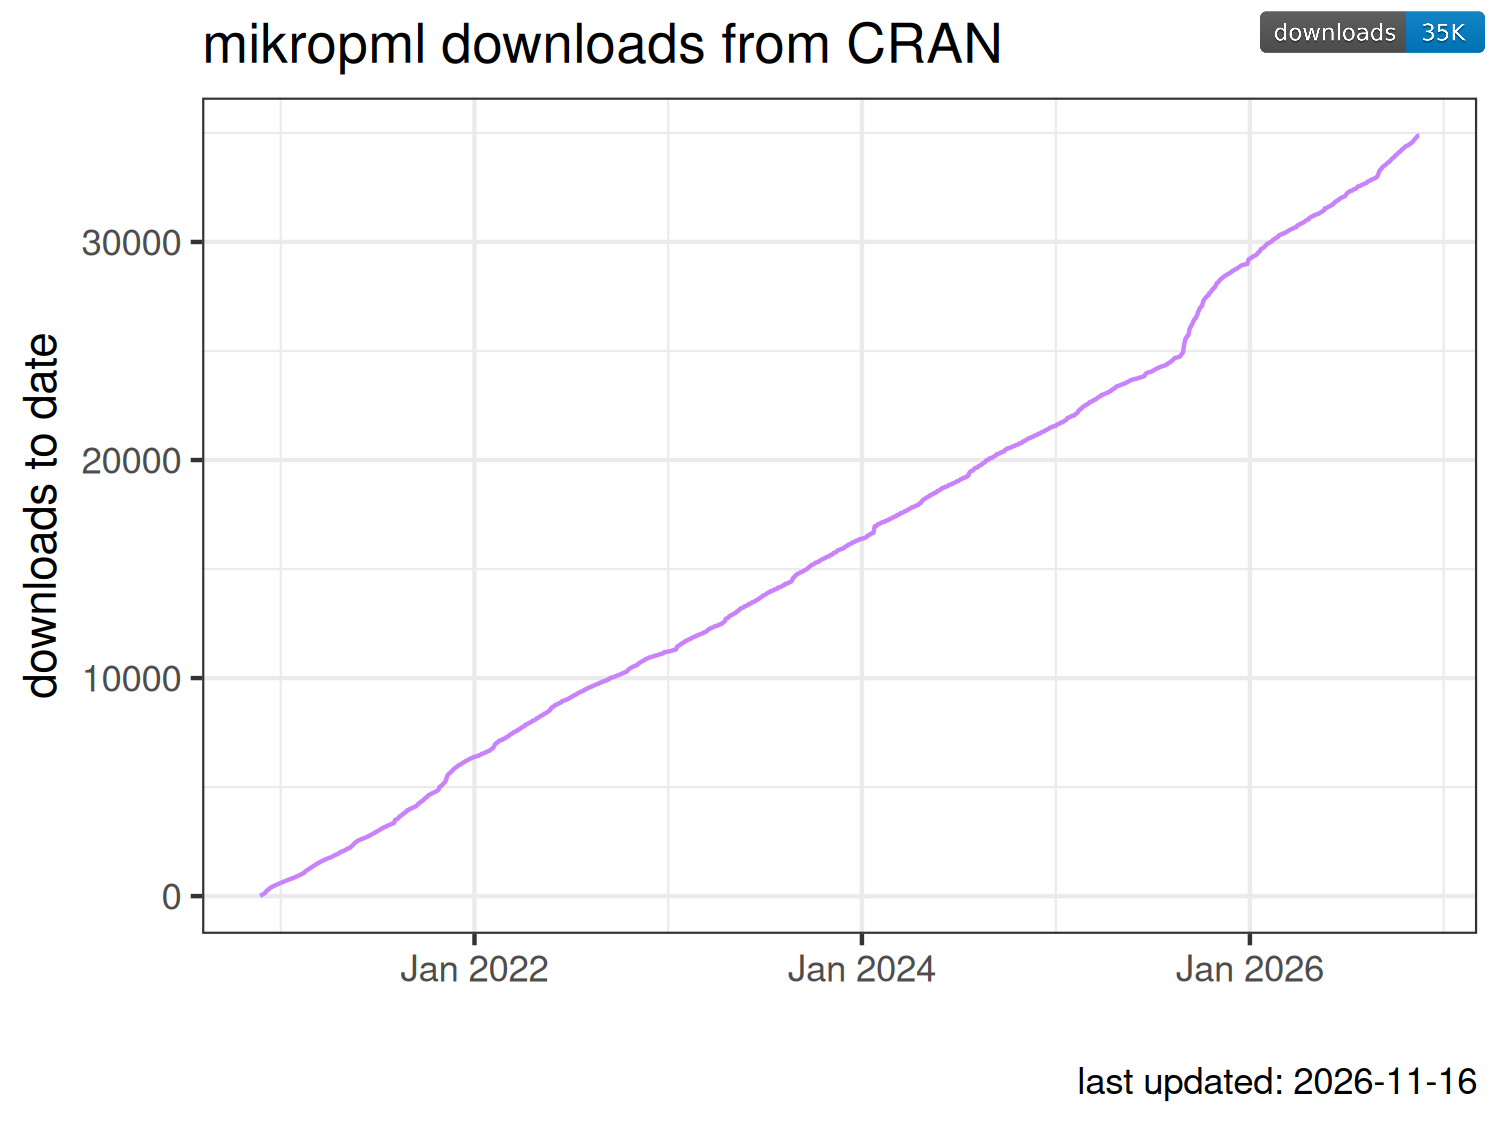 mikropml downloads from CRAN
downloads 35K
downloads to date
30000
20000
10000
0
Jan 2022 Jan 2024 Jan 2026
last updated: 2026-11-16